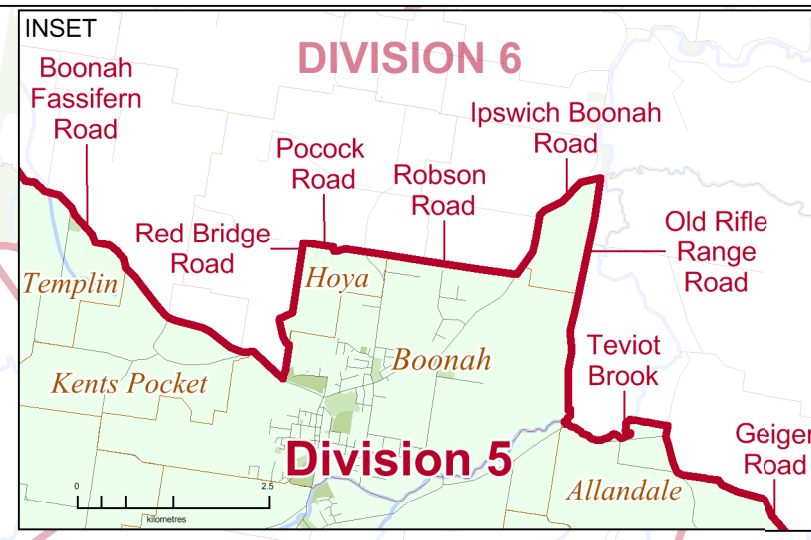 INSET
DIVISION 6
Boonah
Fassifern
Road
Ipswich Boonah
Road
Pocock
Road
Robson
Road
Red Bridge
Road
Old Rifle
Range
Road
Templin
Hoya
Teviot
Brook
Boonah
Kents Pocket
Division 5
Geiger
Road
Allandale
0 2.5
kilometres